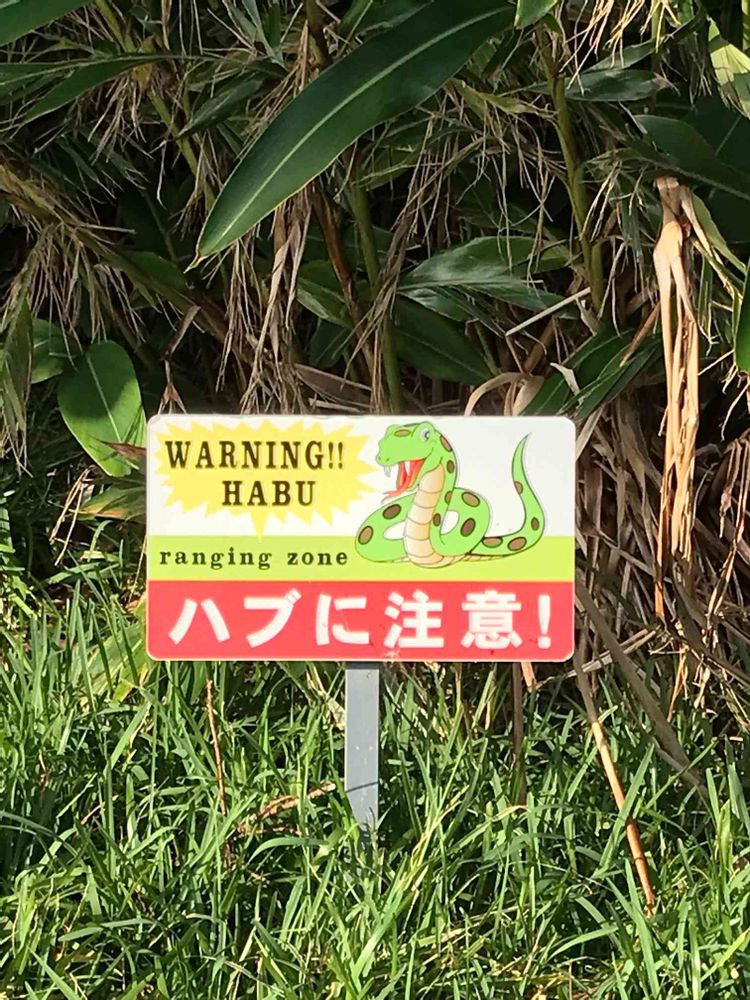 WARNING!!
HABU
ranging zone
ハブに注意!